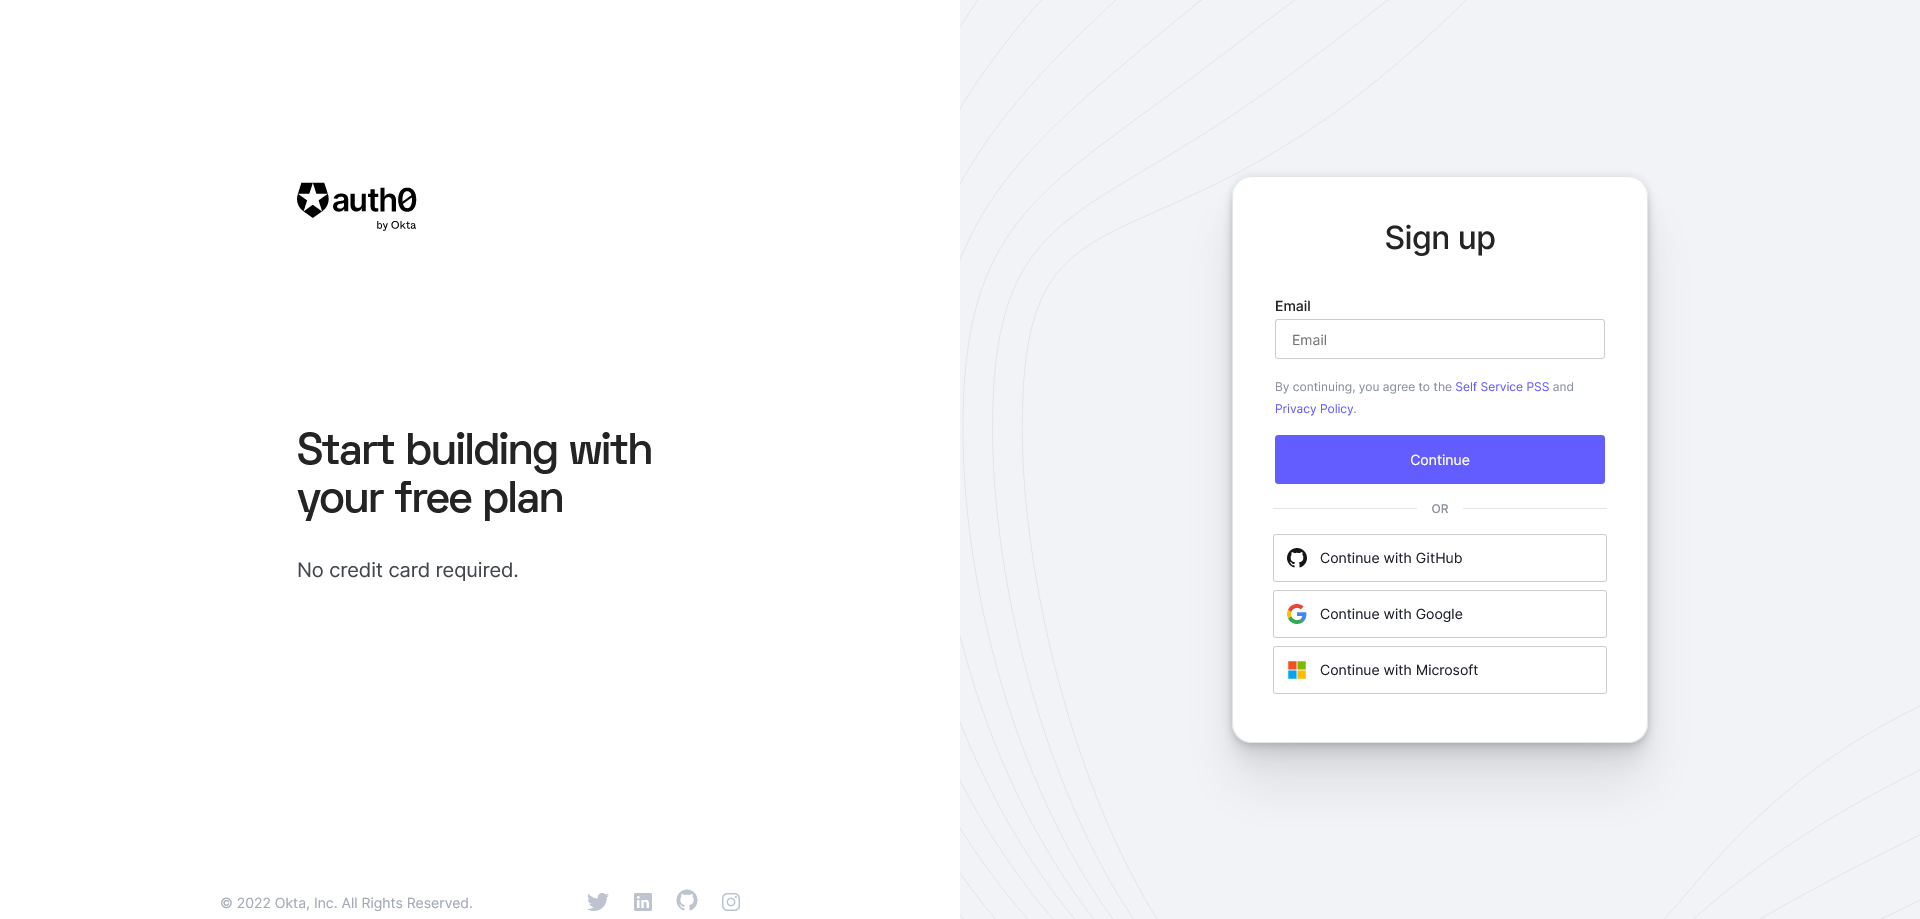 auth0
by Okta
Start building with
your free plan
No credit card required.
© 2022 Okta, Inc. All Rights Reserved.
Sign up
Email
Email
By continuing, you agree to the Self Service PSS and
Privacy Policy.
Continue
OR
Continue with GitHub
Continue with Google
Continue with Microsoft